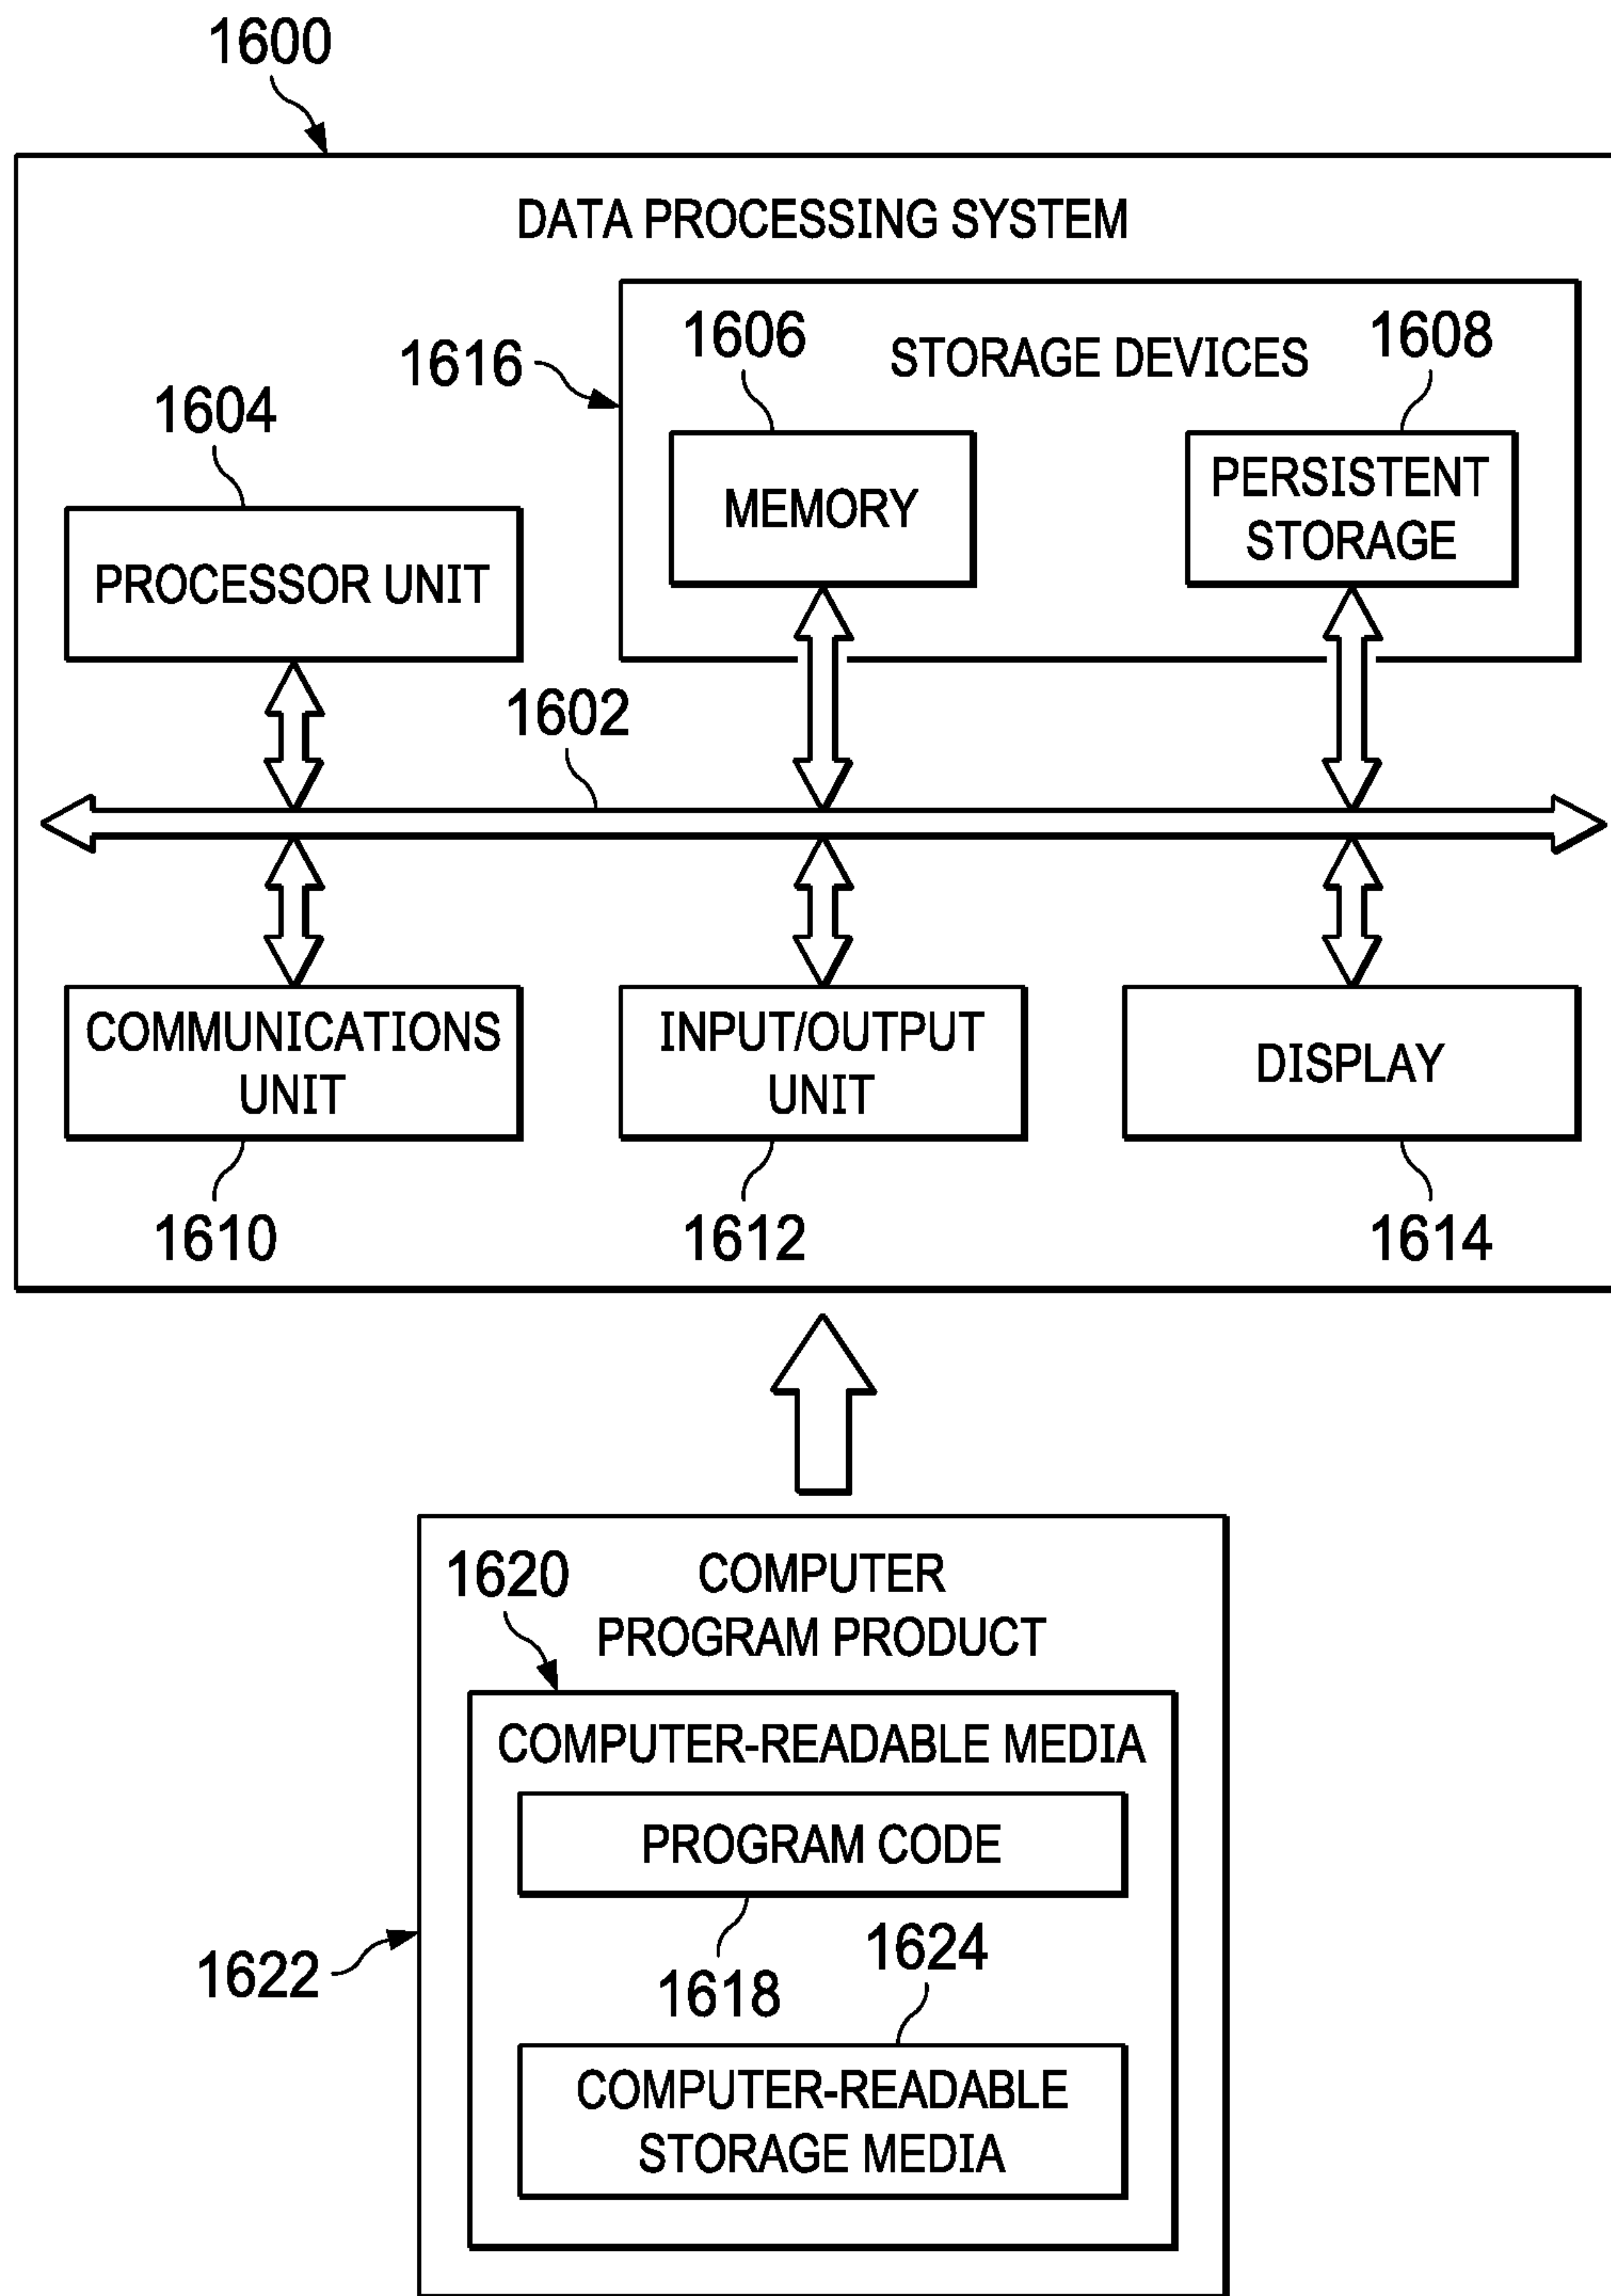 1600
DATA PROCESSING SYSTEM
1606
STORAGE DEVICES
1608
1616
1604
MEMORY
PERSISTENT
STORAGE
PROCESSOR UNIT
1602
COMMUNICATIONS
UNIT
INPUT/OUTPUT
UNIT
DISPLAY
1610
1612
1614
1620
COMPUTER
PROGRAM PRODUCT
COMPUTER-READABLE MEDIA
PROGRAM CODE
1622
1618
1624
COMPUTER-READABLE
STORAGE MEDIA